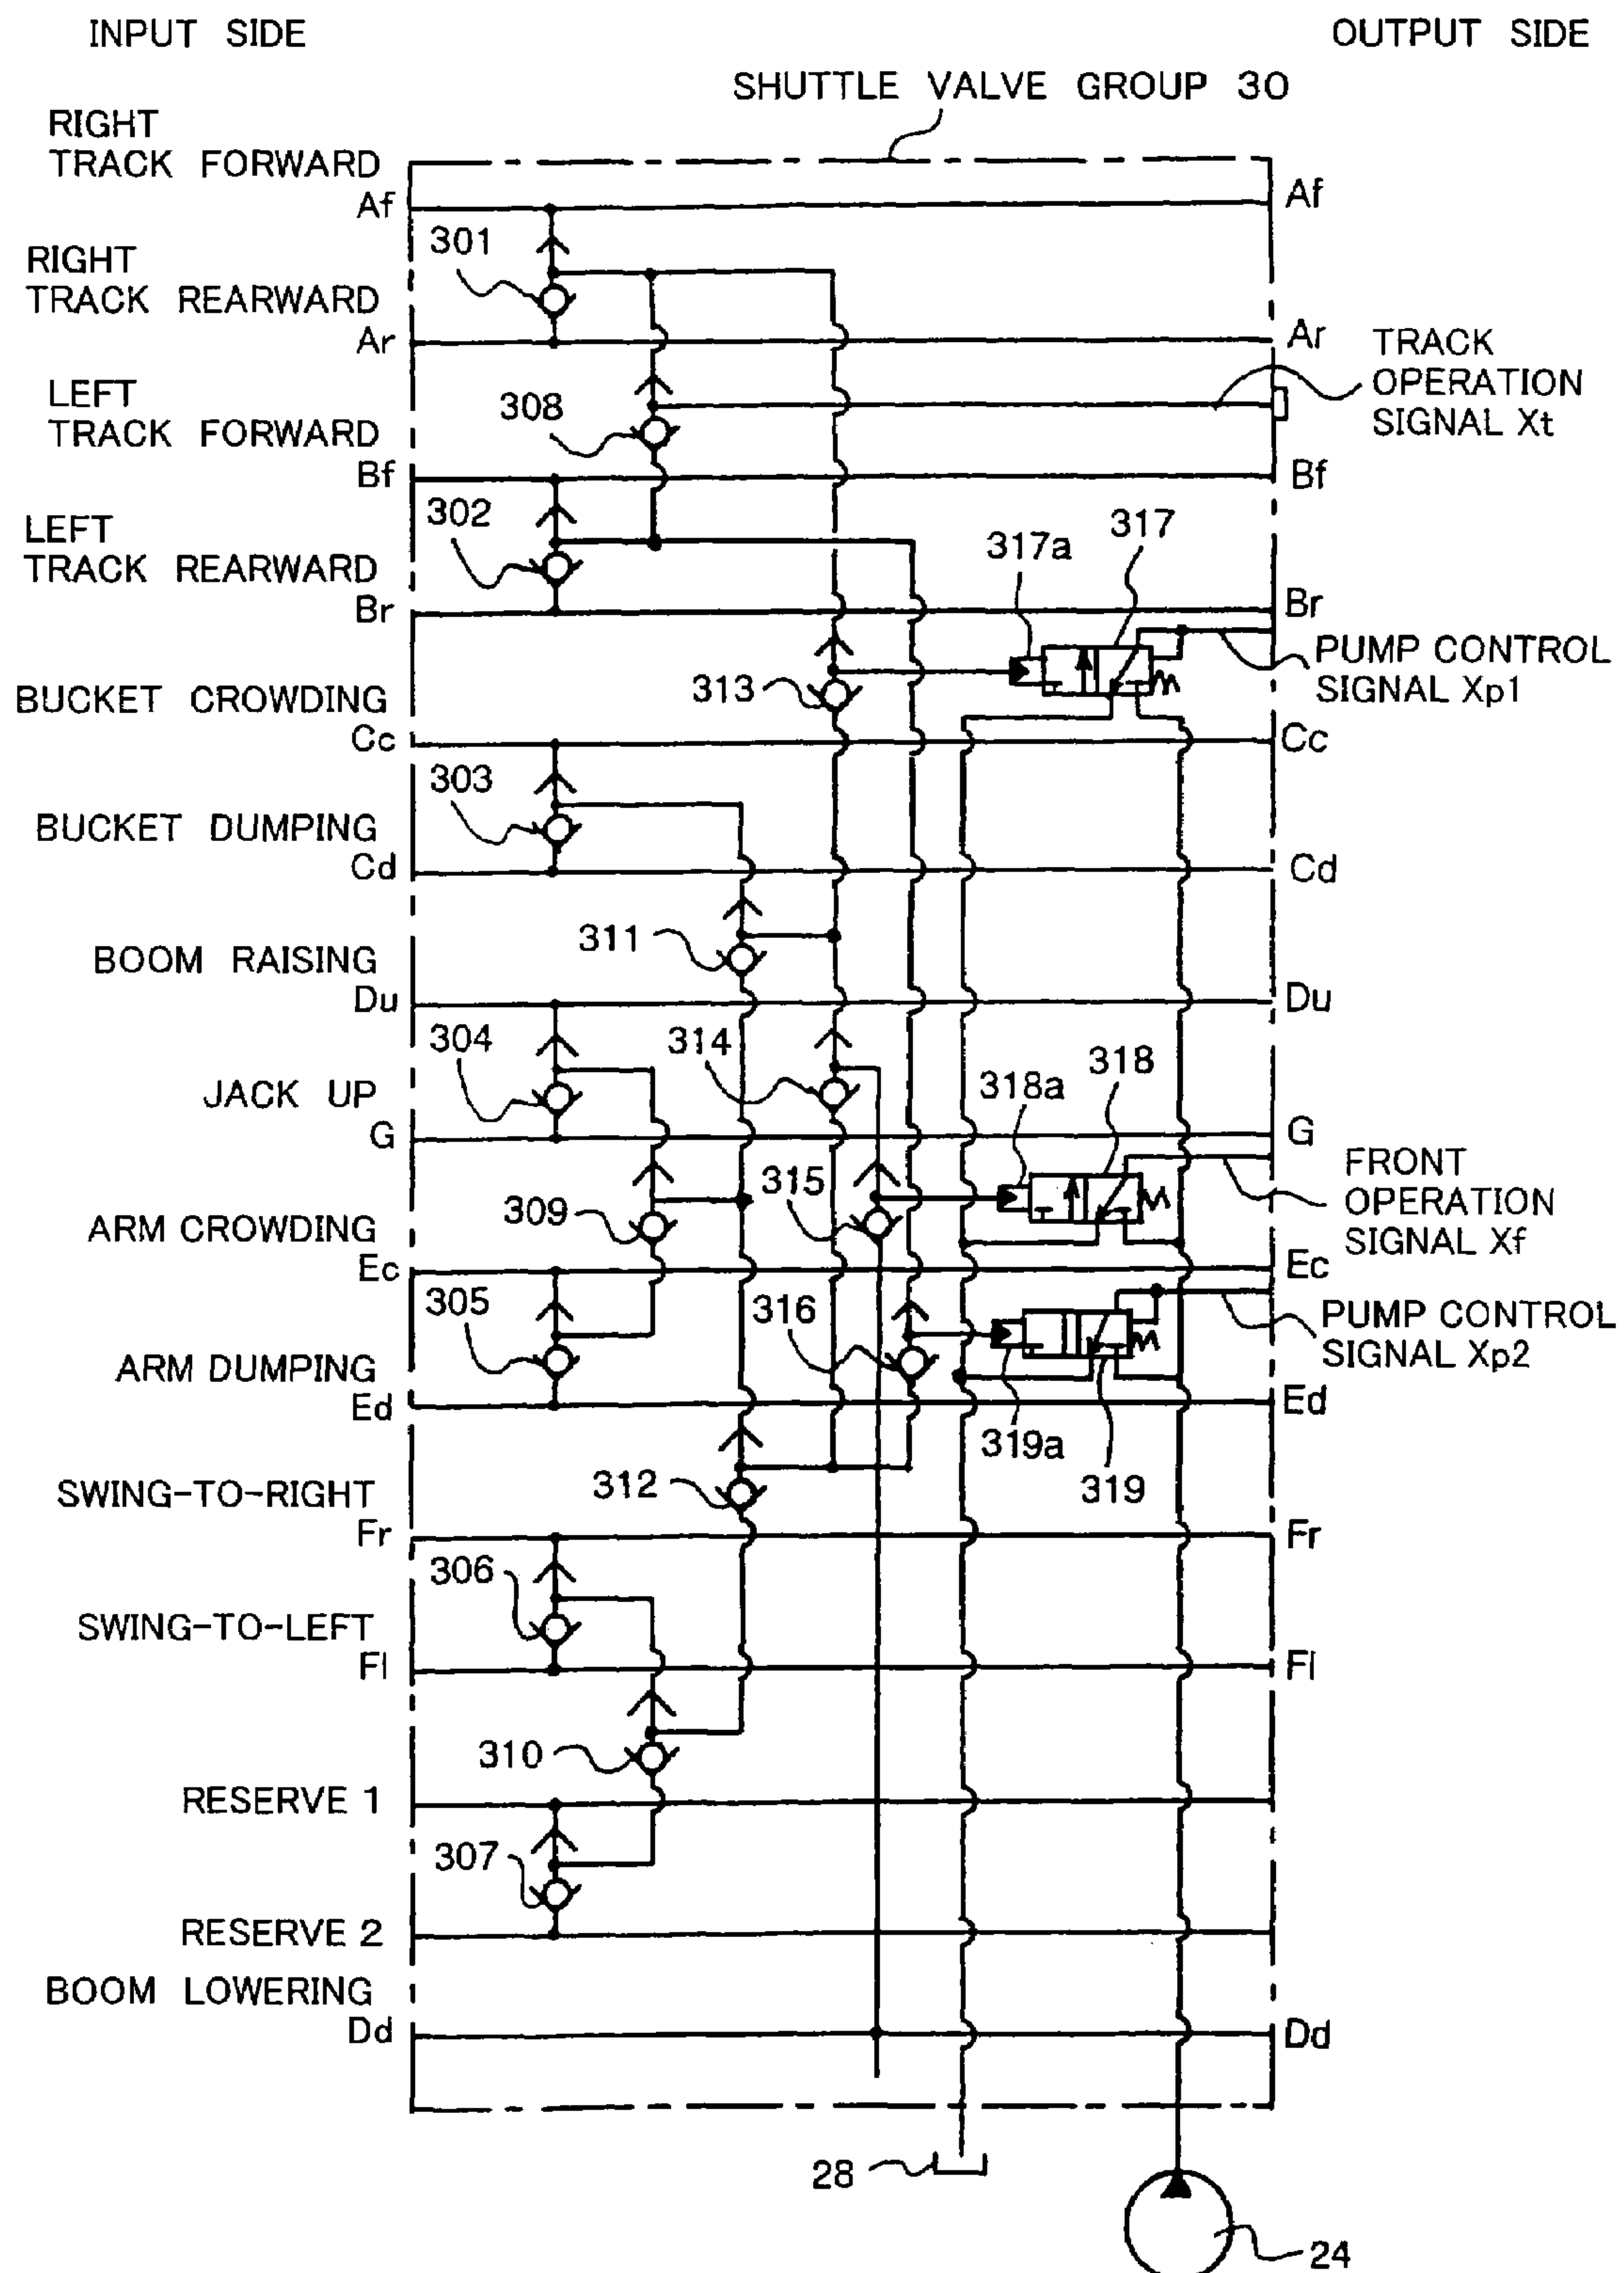 INPUT SIDE
OUTPUT SIDE
SHUTTLE VALVE GROUP 30
RIGHT
TRACK FORWARD
Af
Af
301
RIGHT
TRACK REARWARD
Ar
Ar
TRACK
OPERATION
SIGNAL Xt
LEFT
TRACK FORWARD
308
Bf
Bf
302
LEFT
TRACK REARWARD
317a
317
Br
Br
PUMP CONTROL
SIGNAL Xp1
313
BUCKET CROWDING
Cc
Cc
303
BUCKET DUMPING
Cd
Cd
311
BOOM RAISING
Du
Du
304
314
318a
318
JACK UP
G
G
FRONT
OPERATION
SIGNAL Xf
309
315
ARM CROWDING
Ec
Ec
305
316
PUMP CONTROL
SIGNAL Xp2
ARM DUMPING
Ed
Ed
319a
319
312
SWING-TO-RIGHT
Fr
Fr
306
SWING-TO-LEFT
Fl
Fl
310
RESERVE 1
307
RESERVE 2
BOOM LOWERING
Dd
Dd
28
24